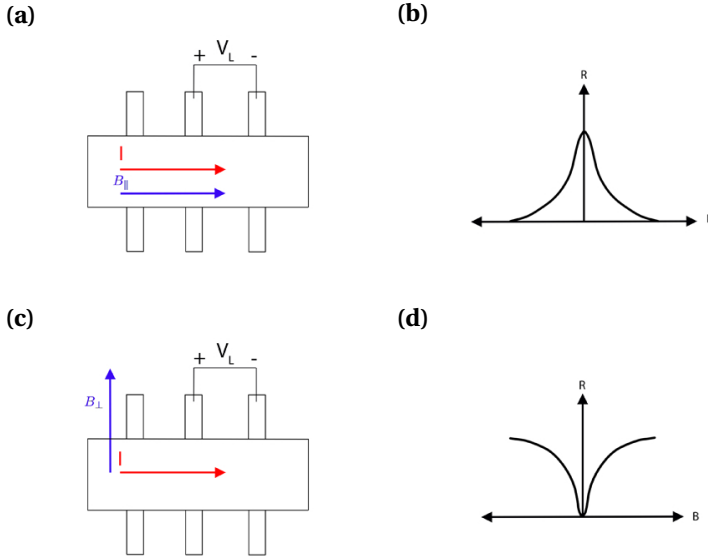 (a)
(b)
+ V_L -
I
B_∥
R
(c)
(d)
+ V_L -
B_⊥
I
R
B